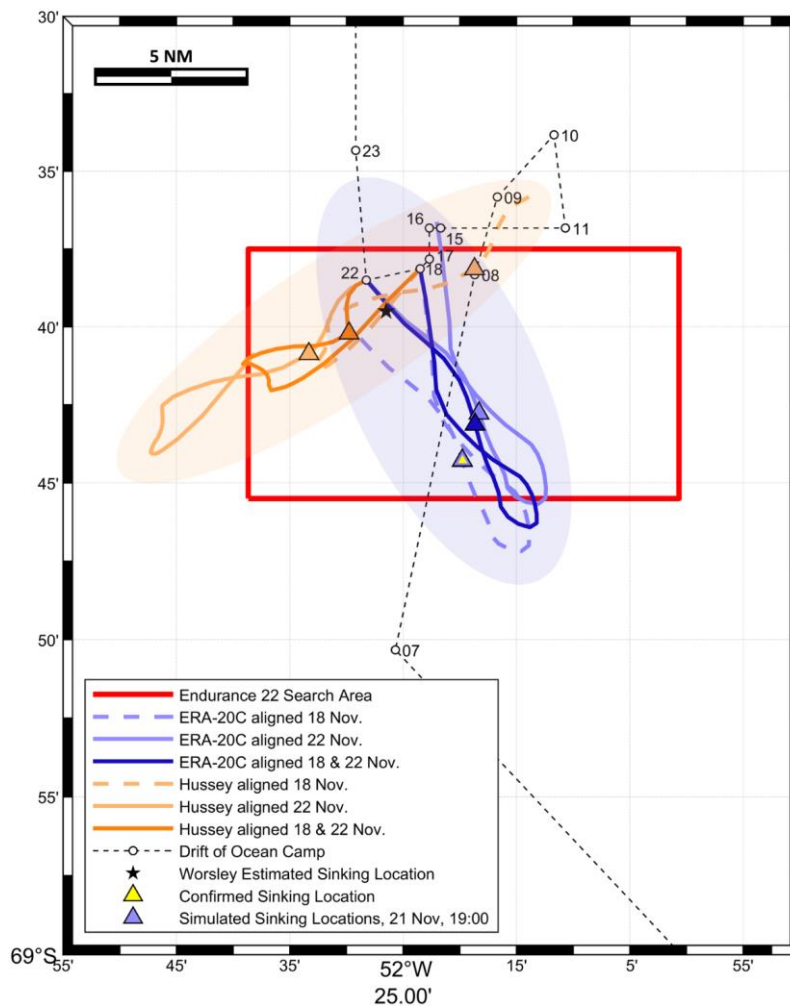 30'
5 NM
10
23
35'
09
16
15
11
17
18
22
08
40'
45'
50'
07
Endurance 22 Search Area
ERA-20C aligned 18 Nov.
ERA-20C aligned 22 Nov.
ERA-20C aligned 18 & 22 Nov.
Hussey aligned 18 Nov.
55'
Hussey aligned 22 Nov.
Hussey aligned 18 & 22 Nov.
Drift of Ocean Camp
Worsley Estimated Sinking Location
Confirmed Sinking Location
Simulated Sinking Locations, 21 Nov, 19:00
69°S
55' 45' 35' 52°W 15' 5' 55'
25.00'